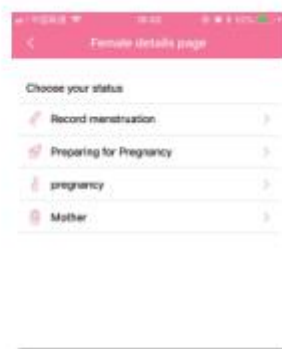 Female details page
Choose your status
Record menstruation
Preparing for Pregnancy
pregnancy
Mother